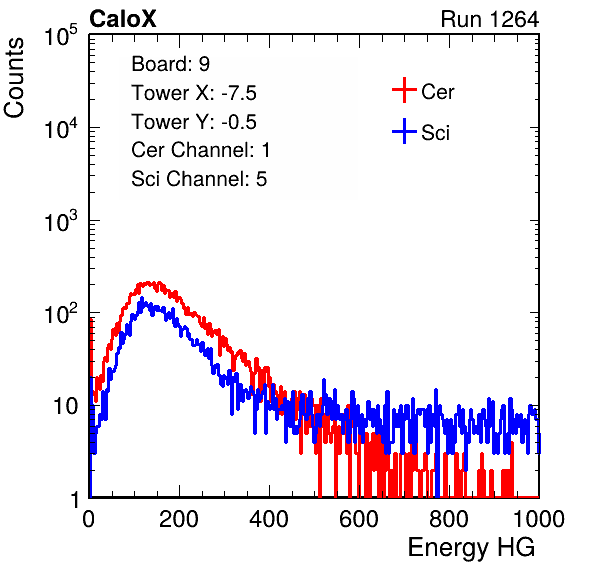 CaloX Run 1264
Counts
Board: 9
Tower X: -7.5
Tower Y: -0.5
Cer Channel: 1
Sci Channel: 5
Cer
Sci
10^5
10^4
10^3
10^2
10
1
0 200 400 600 800 1000
Energy HG